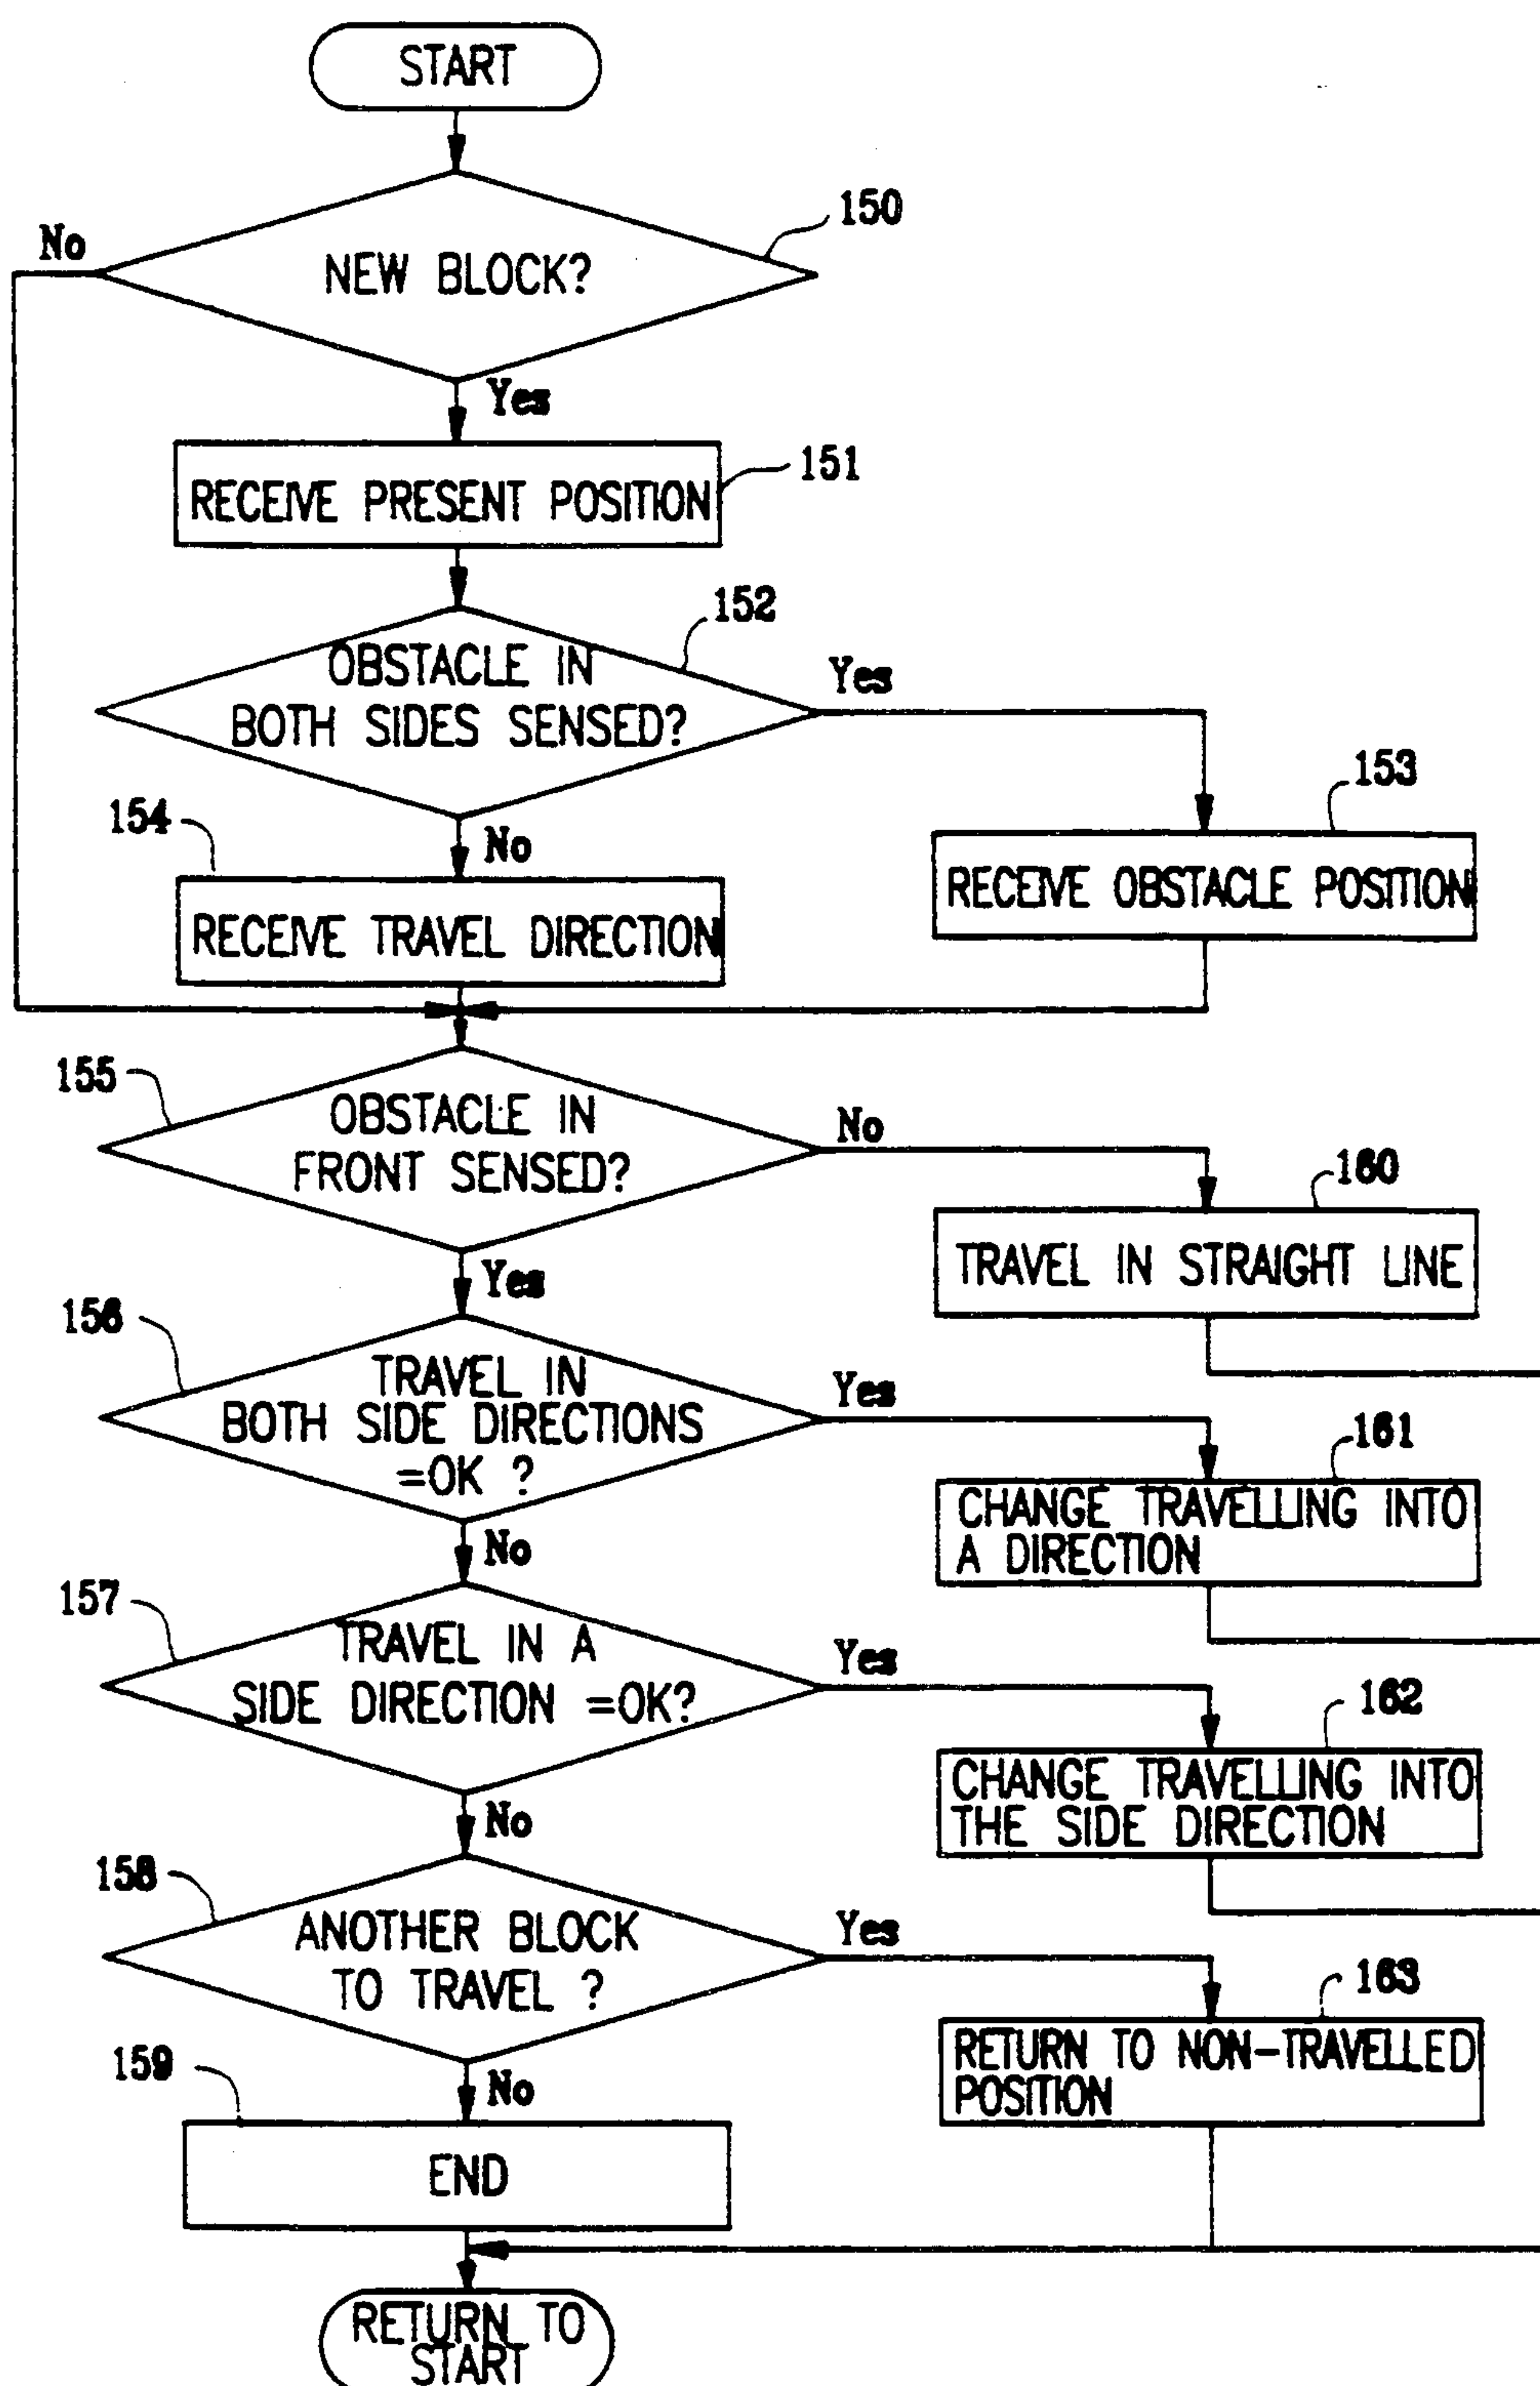 START
150
No
NEW BLOCK?
Yes
151
RECEIVE PRESENT POSITION
152
OBSTACLE IN
BOTH SIDES SENSED?
Yes
153
154
No
RECEIVE OBSTACLE POSITION
RECEIVE TRAVEL DIRECTION
155
OBSTACLE IN
FRONT SENSED?
No
160
TRAVEL IN STRAIGHT LINE
Yes
156
TRAVEL IN
BOTH SIDE DIRECTIONS
=OK ?
Yes
161
CHANGE TRAVELLING INTO
A DIRECTION
No
157
TRAVEL IN A
SIDE DIRECTION =OK?
Yes
162
CHANGE TRAVELLING INTO
THE SIDE DIRECTION
No
158
ANOTHER BLOCK
TO TRAVEL ?
Yes
163
RETURN TO NON-TRAVELLED
POSITION
159
No
END
RETURN TO
START